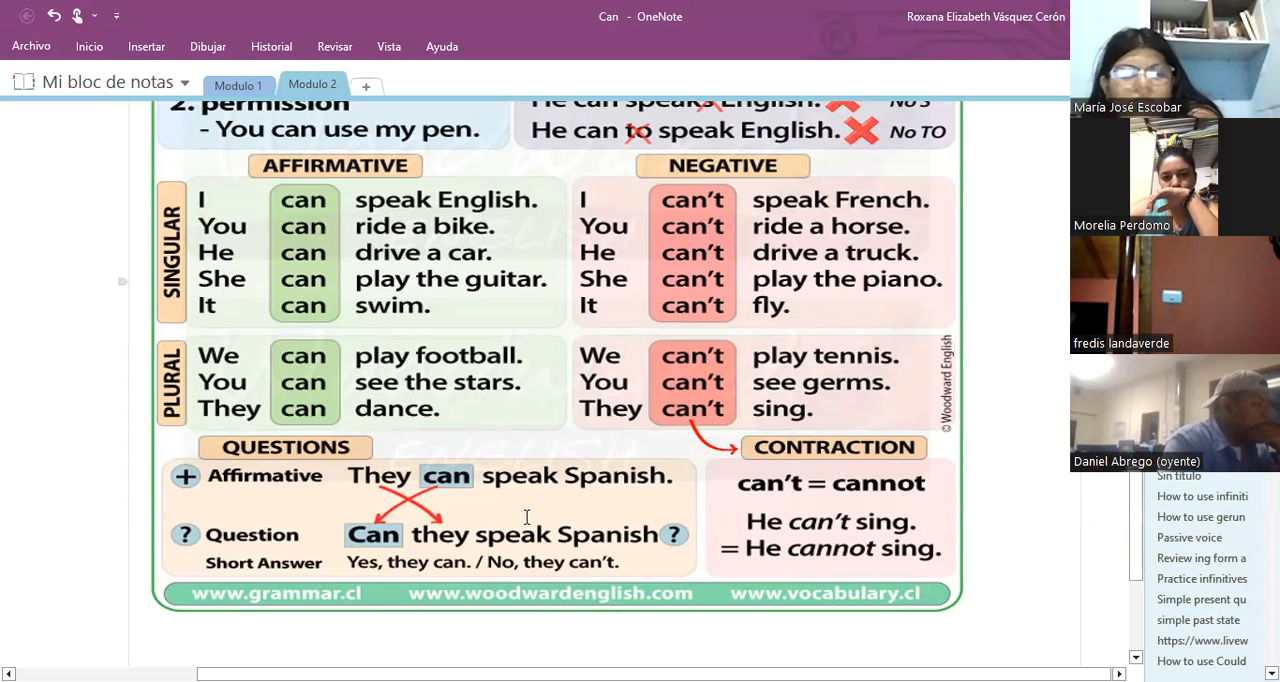 Can - OneNote
Roxana Elizabeth Vásquez Cerón
Archivo Inicio Insertar Dibujar Historial Revisar Vista Ayuda
Mi bloc de notas Modulo 1 Modulo 2 +
2. permission
- You can use my pen.
He can speaks English. No S
He can to speak English. No TO
AFFIRMATIVE
SINGULAR
I can speak English.
You can ride a bike.
He can drive a car.
She can play the guitar.
It can swim.
PLURAL
We can play football.
You can see the stars.
They can dance.
NEGATIVE
I can't speak French.
You can't ride a horse.
He can't drive a truck.
She can't play the piano.
It can't fly.
We can't play tennis.
You can't see germs.
They can't sing.
© Woodward English
QUESTIONS
+ Affirmative They can speak Spanish.
? Question Can they speak Spanish ?
Short Answer Yes, they can. / No, they can't.
CONTRACTION
can't = cannot
He can't sing.
= He cannot sing.
www.grammar.cl www.woodwardenglish.com www.vocabulary.cl
María José Escobar
Morelia Perdomo
fredis landaverde
Daniel Abrego (oyente)
Sin título
How to use infiniti
How to use gerun
Passive voice
Review ing form a
Practice infinitives
Simple present qu
simple past state
https://www.livew
How to use Could